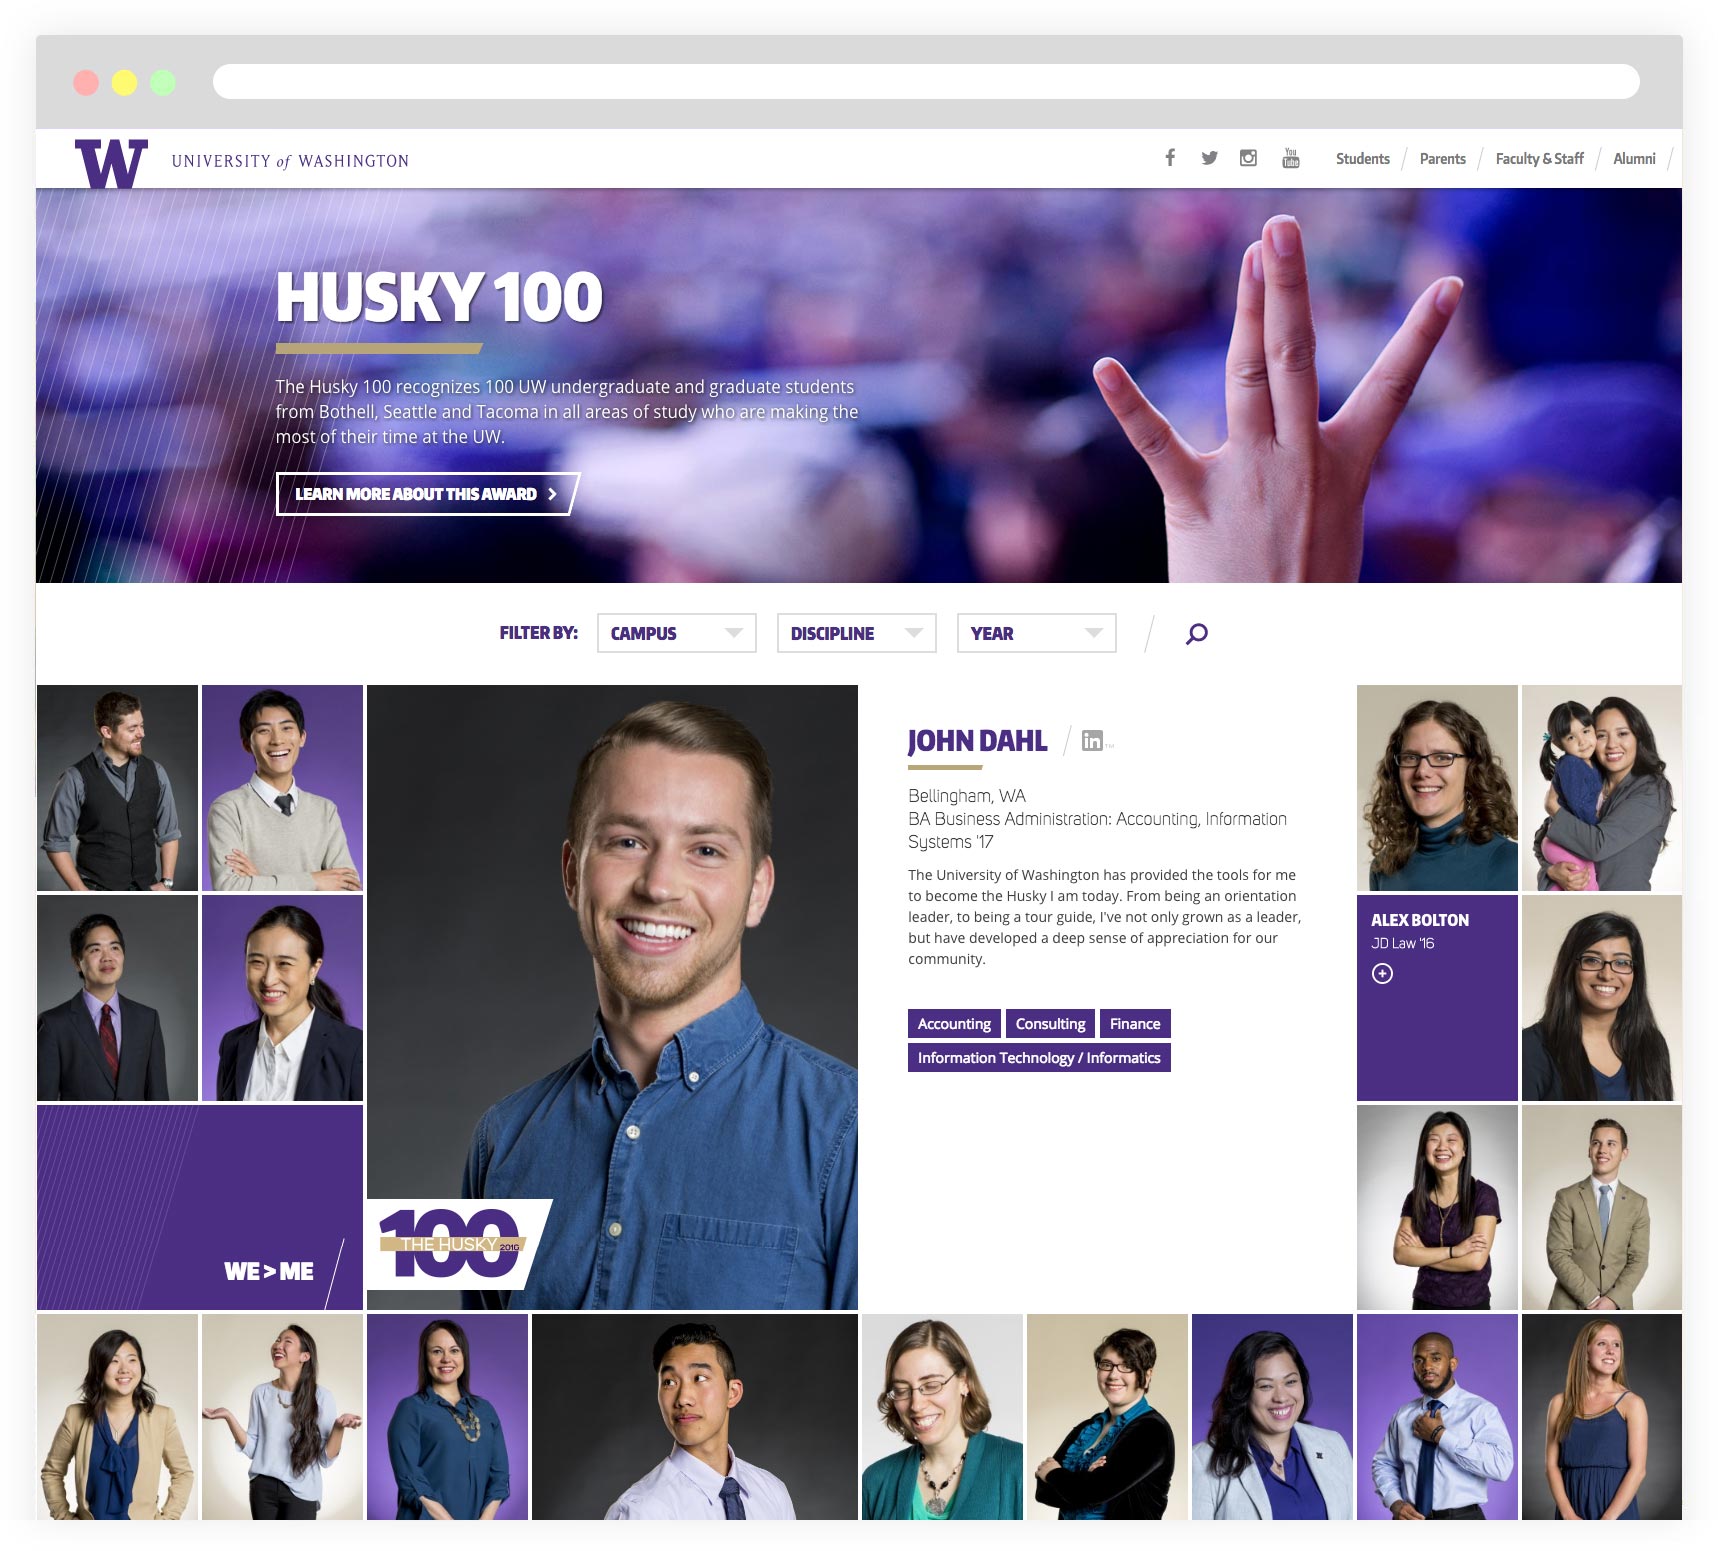 W
UNIVERSITY of WASHINGTON
You
Tube
Students
Parents
Faculty & Staff
Alumni
HUSKY 100
The Husky 100 recognizes 100 UW undergraduate and graduate students
from Bothell, Seattle and Tacoma in all areas of study who are making the
most of their time at the UW.
LEARN MORE ABOUT THIS AWARD
FILTER BY:
CAMPUS
DISCIPLINE
YEAR
JOHN DAHL
in™
Bellingham, WA
BA Business Administration: Accounting, Information
Systems '17
The University of Washington has provided the tools for me
to become the Husky I am today. From being an orientation
leader, to being a tour guide, I've not only grown as a leader,
but have developed a deep sense of appreciation for our
community.
Accounting
Consulting
Finance
Information Technology / Informatics
ALEX BOLTON
JD Law '16
WE > ME
100
THE HUSKY 2016